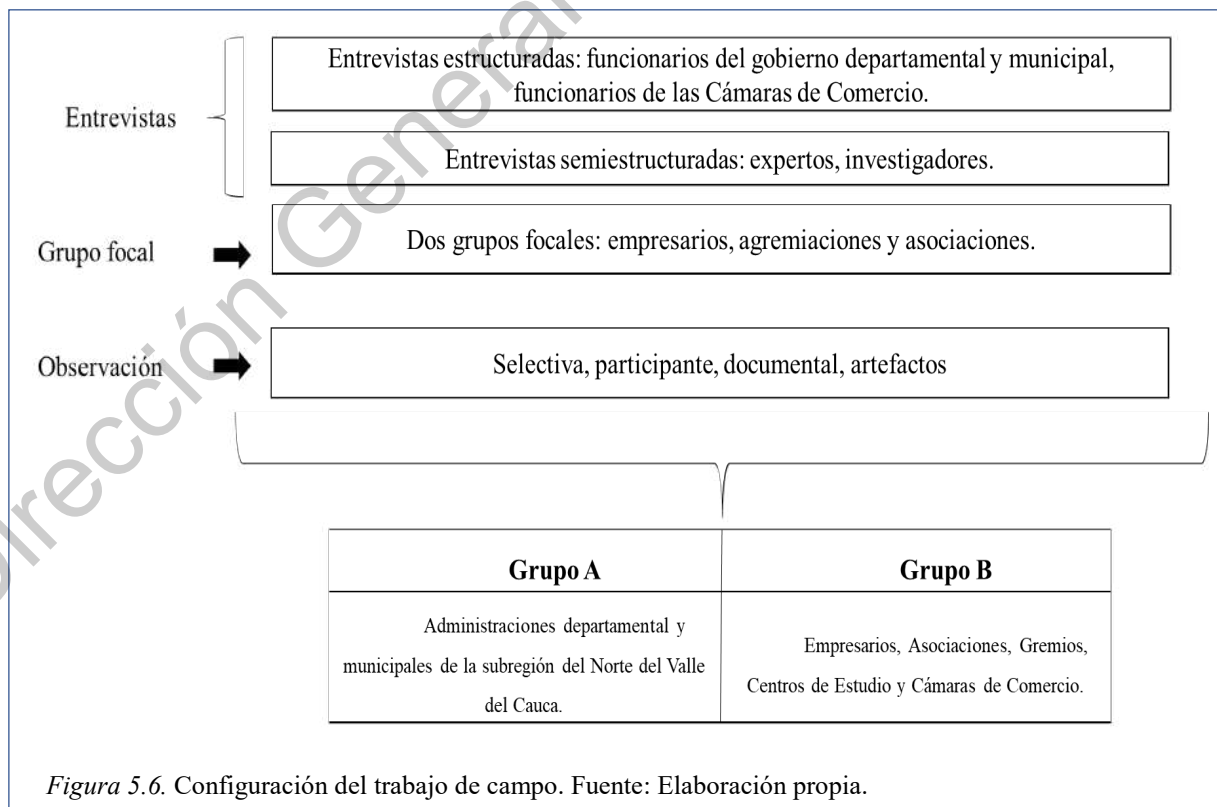 Entrevistas estructuradas: funcionarios del gobierno departamental y municipal,
funcionarios de las Cámaras de Comercio.
Entrevistas
Entrevistas semiestructuradas: expertos, investigadores.
Grupo focal
Dos grupos focales: empresarios, agremiaciones y asociaciones.
Observación
Selectiva, participante, documental, artefactos
Grupo A
Grupo B
Administraciones departamental y
municipales de la subregión del Norte del Valle
del Cauca.
Empresarios, Asociaciones, Gremios,
Centros de Estudio y Cámaras de Comercio.
Figura 5.6. Configuración del trabajo de campo. Fuente: Elaboración propia.
Dirección General